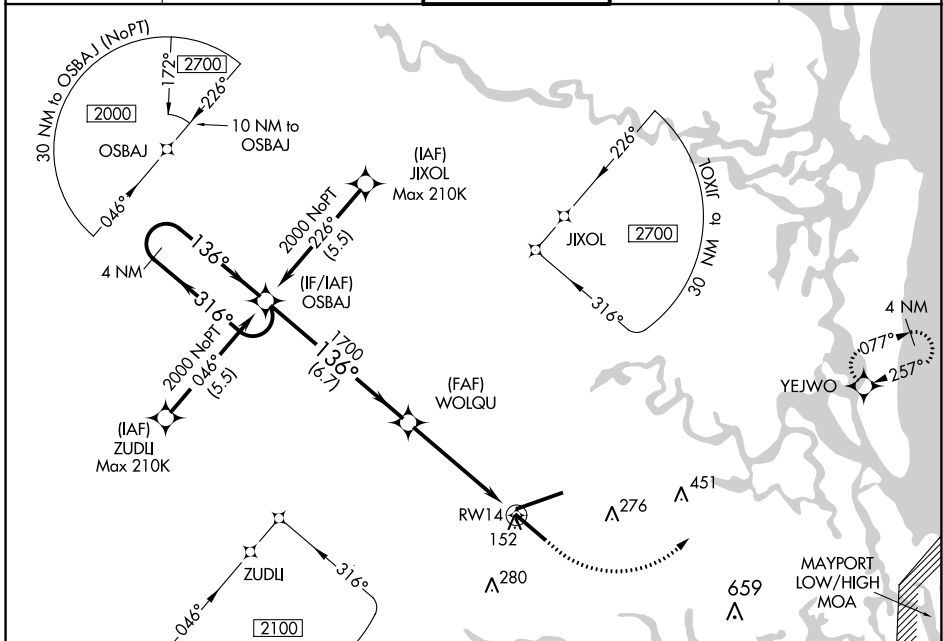 30 NM to OSBAJ (NoPT)
2700
172°
226°
2000
10 NM to
OSBAJ
OSBAJ
046°
(IAF)
JIXOL
Max 210K
2000 NoPT
226°
(5.5)
226°
JIXOL
2700
30 NM to JIXOL
316°
136°
4 NM
316°
(IF/IAF)
OSBAJ
2000 NoPT
046°
(5.5)
(IAF)
ZUDLI
Max 210K
1700
136°
(6.7)
(FAF)
WOLQU
4 NM
077°
257°
YEJWO
RW14
152
276
451
280
659
MAYPORT
LOW/HIGH
MOA
ZUDLI
316°
046°
2100